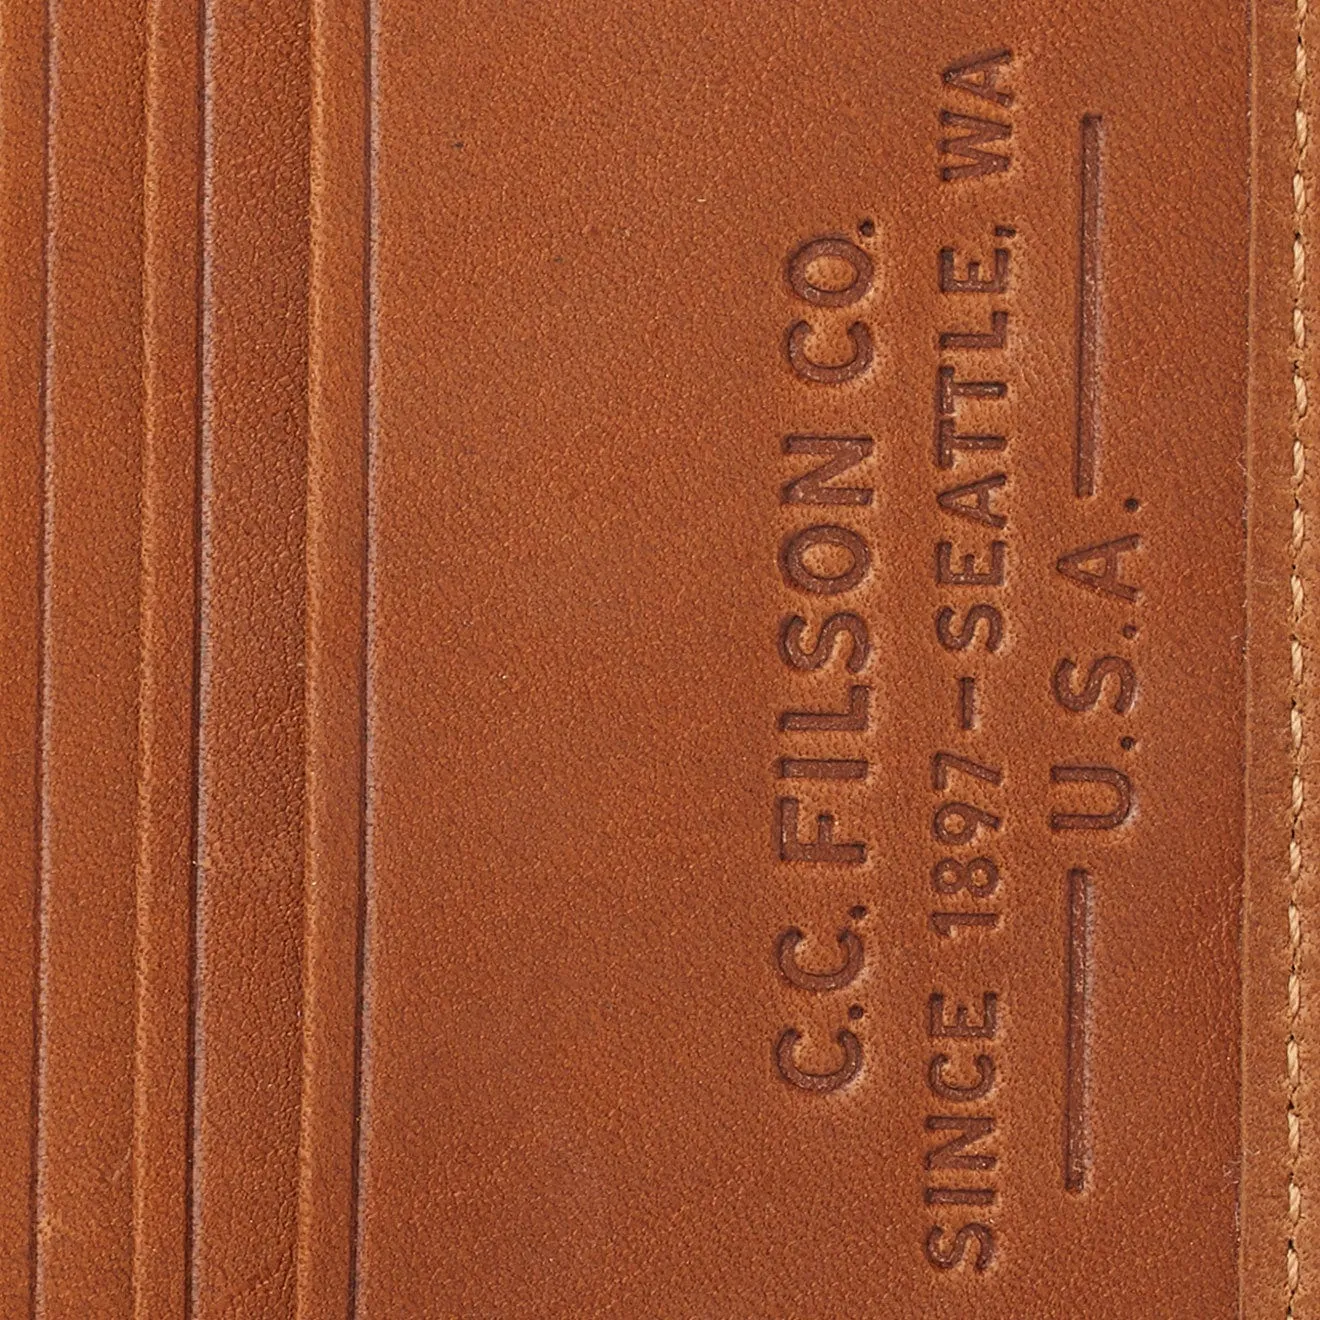 C.C. FILSON CO.
SINCE 1897–SEATTLE, WA
U.S.A.